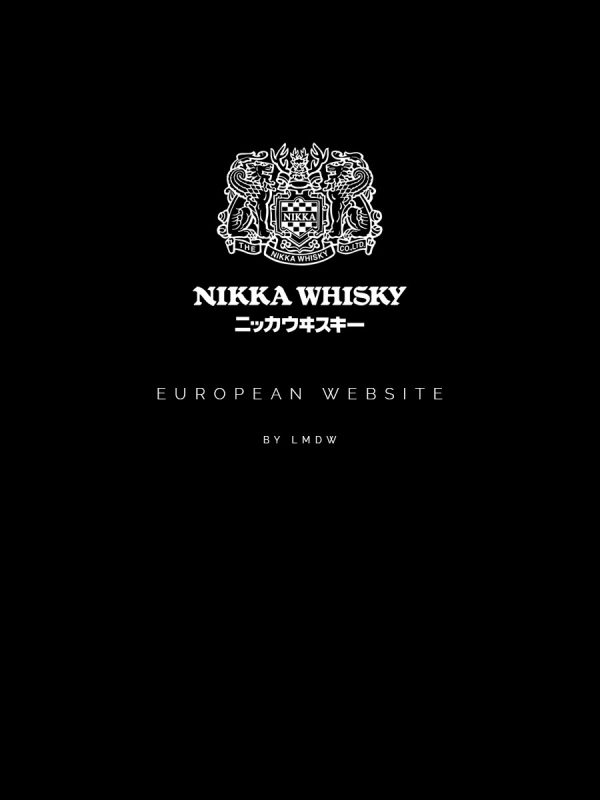 NIKKA
THE NIKKA WHISKY CO.,LTD.
NIKKA WHISKY
ニッカウヰスキー
EUROPEAN WEBSITE
BY LMDW